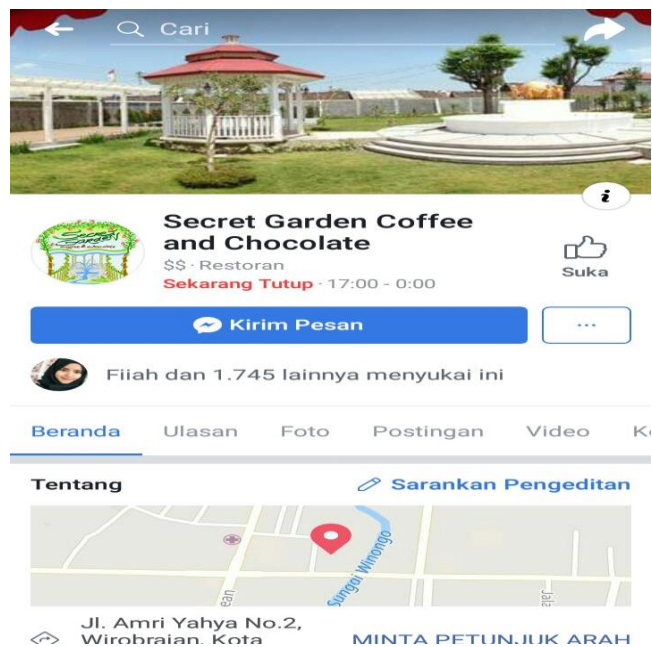 Cari
Secret Garden Coffee
and Chocolate
$$ · Restoran
Sekarang Tutup · 17:00 - 0:00
Suka
Kirim Pesan
Fiiah dan 1.745 lainnya menyukai ini
Beranda Ulasan Foto Postingan Video
Tentang
Sarankan Pengeditan
Sungai Winongo
ean
Jala
Jl. Amri Yahya No.2,
Wirobrajan, Kota
MINTA PETUNJUK ARAH